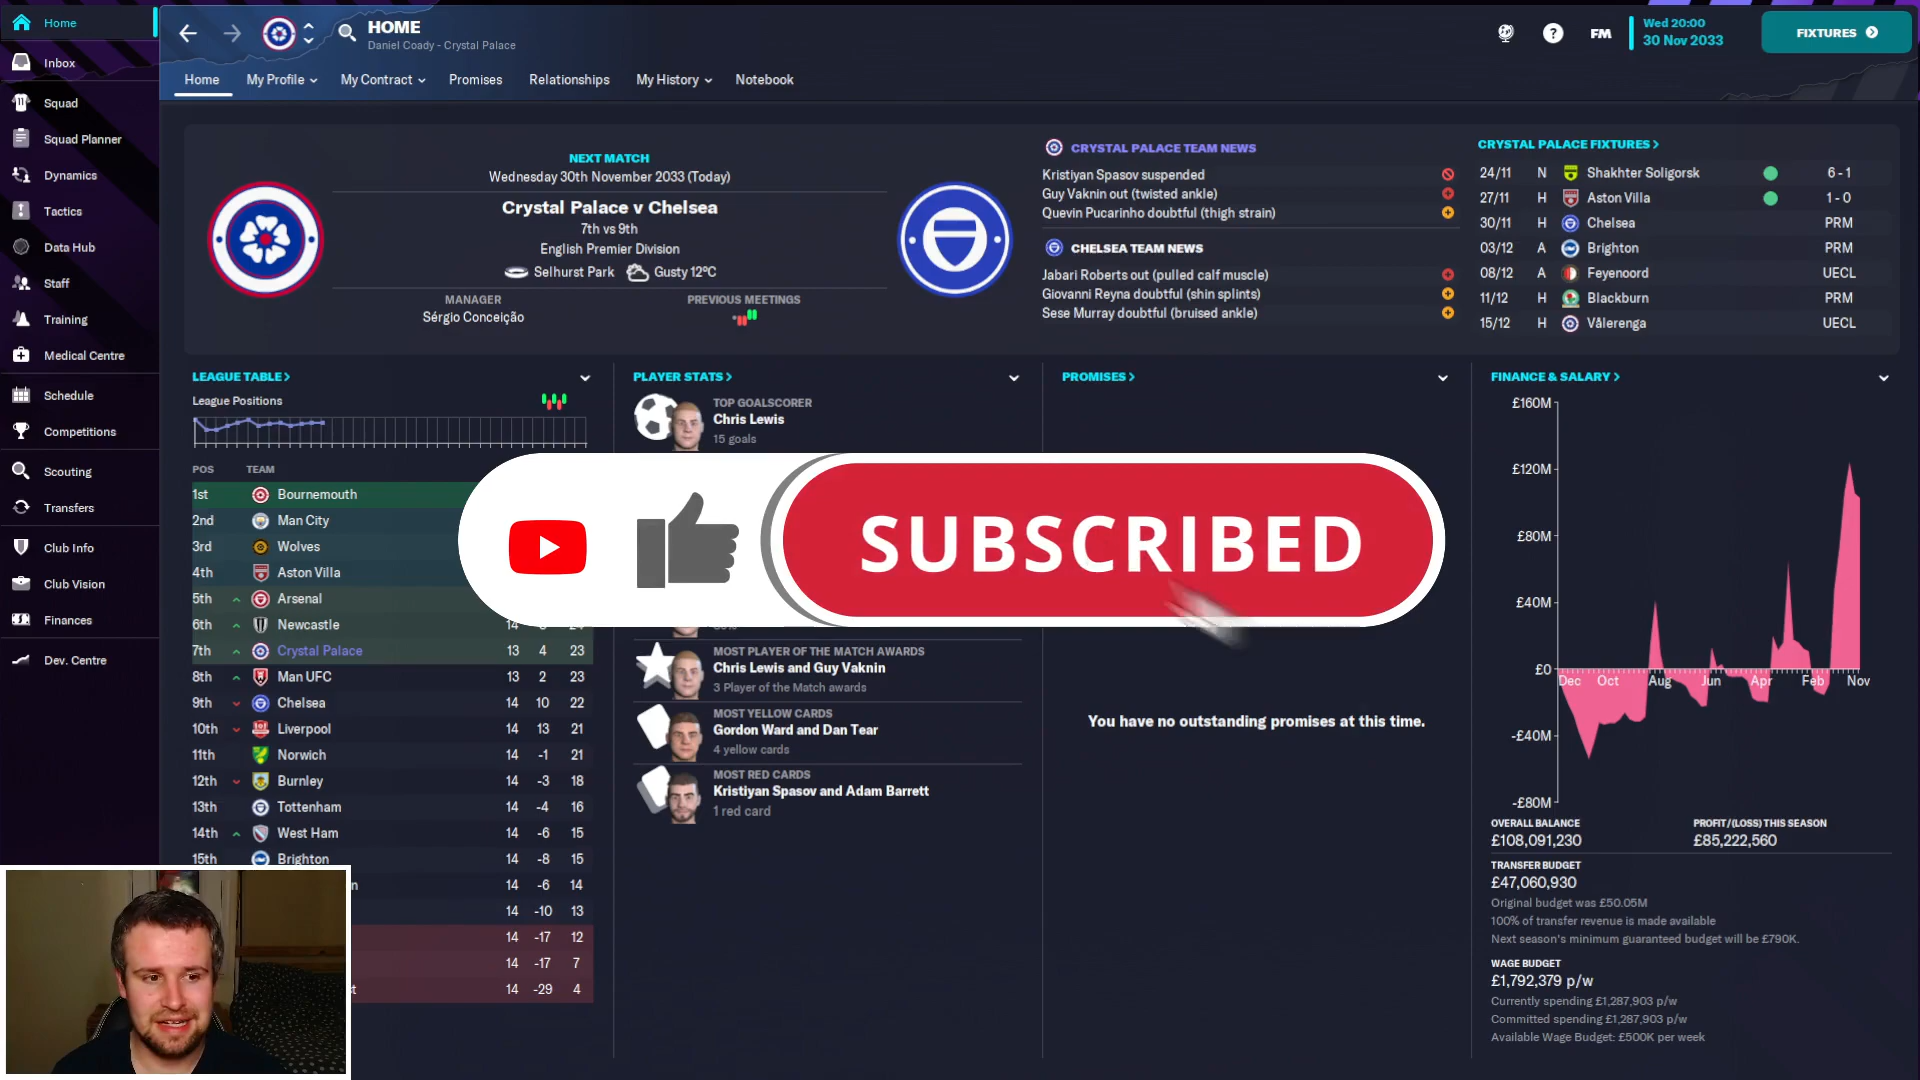 Home
Inbox
Squad
Squad Planner
Dynamics
Tactics
Data Hub
Staff
Training
Medical Centre
Schedule
Competitions
Scouting
Transfers
Club Info
Club Vision
Finances
Dev. Centre
HOME
Daniel Coady - Crystal Palace
FM
Wed 20:00
30 Nov 2033
FIXTURES
Home My Profile My Contract Promises Relationships My History Notebook
NEXT MATCH
Wednesday 30th November 2033 (Today)
Crystal Palace v Chelsea
7th vs 9th
English Premier Division
Selhurst Park Gusty 12°C
MANAGER
Sérgio Conceição
PREVIOUS MEETINGS
CRYSTAL PALACE TEAM NEWS
Kristiyan Spasov suspended
Guy Vaknin out (twisted ankle)
Quevin Pucarinho doubtful (thigh strain)
CHELSEA TEAM NEWS
Jabari Roberts out (pulled calf muscle)
Giovanni Reyna doubtful (shin splints)
Sese Murray doubtful (bruised ankle)
CRYSTAL PALACE FIXTURES >
24/11 N Shakhter Soligorsk 6 - 1
27/11 H Aston Villa 1 - 0
30/11 H Chelsea PRM
03/12 A Brighton PRM
08/12 A Feyenoord UECL
11/12 H Blackburn PRM
15/12 H Vålerenga UECL
LEAGUE TABLE >
League Positions
POS TEAM
1st Bournemouth
2nd Man City
3rd Wolves
4th Aston Villa
5th Arsenal
6th Newcastle
7th Crystal Palace 13 4 23
8th Man UFC 13 2 23
9th Chelsea 14 10 22
10th Liverpool 14 13 21
11th Norwich 14 -1 21
12th Burnley 14 -3 18
13th Tottenham 14 -4 16
14th West Ham 14 -6 15
15th Brighton 14 -8 15
n 14 -6 14
14 -10 13
14 -17 12
14 -17 7
st 14 -29 4
PLAYER STATS >
TOP GOALSCORER
Chris Lewis
15 goals
SUBSCRIBED
MOST PLAYER OF THE MATCH AWARDS
Chris Lewis and Guy Vaknin
3 Player of the Match awards
MOST YELLOW CARDS
Gordon Ward and Dan Tear
4 yellow cards
MOST RED CARDS
Kristiyan Spasov and Adam Barrett
1 red card
PROMISES >
You have no outstanding promises at this time.
FINANCE & SALARY >
£160M
£120M
£80M
£40M
£0
-£40M
-£80M
Dec Oct Aug Jun Apr Feb Nov
OVERALL BALANCE
£108,091,230
PROFIT/(LOSS) THIS SEASON
£85,222,560
TRANSFER BUDGET
£47,060,930
Original budget was £50.05M
100% of transfer revenue is made available
Next season's minimum guaranteed budget will be £790K.
WAGE BUDGET
£1,792,379 p/w
Currently spending £1,287,903 p/w
Committed spending £1,287,903 p/w
Available Wage Budget: £500K per week